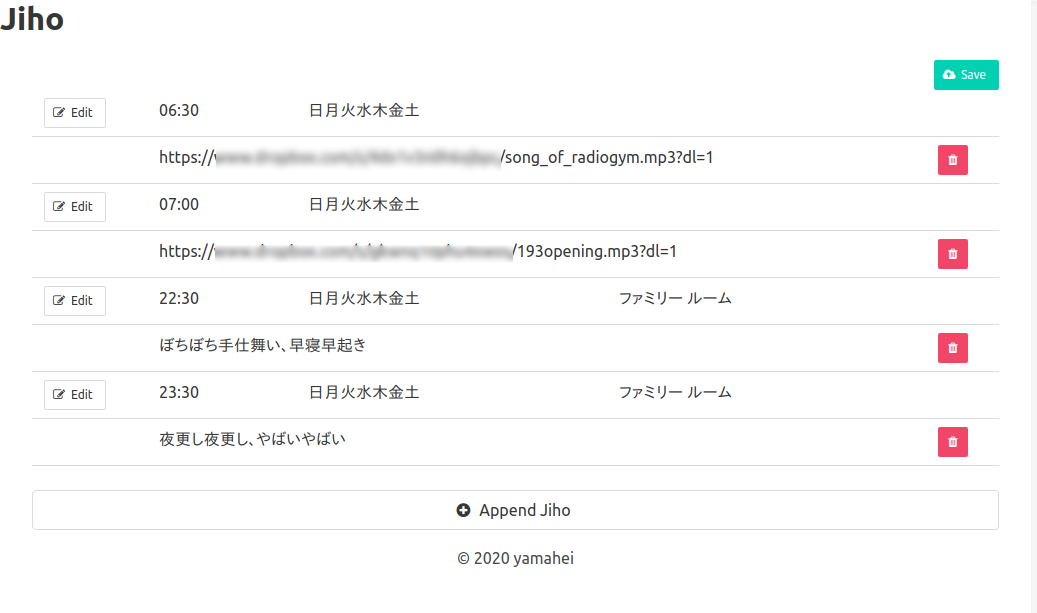 Jiho
Save
Edit 06:30 日月火水木金土
https:// /song_of_radiogym.mp3?dl=1
Edit 07:00 日月火水木金土
https:// /193opening.mp3?dl=1
Edit 22:30 日月火水木金土 ファミリー ルーム
ぼちぼち手仕舞い、早寝早起き
Edit 23:30 日月火水木金土 ファミリー ルーム
夜更し夜更し、やばいやばい
Append Jiho
© 2020 yamahei